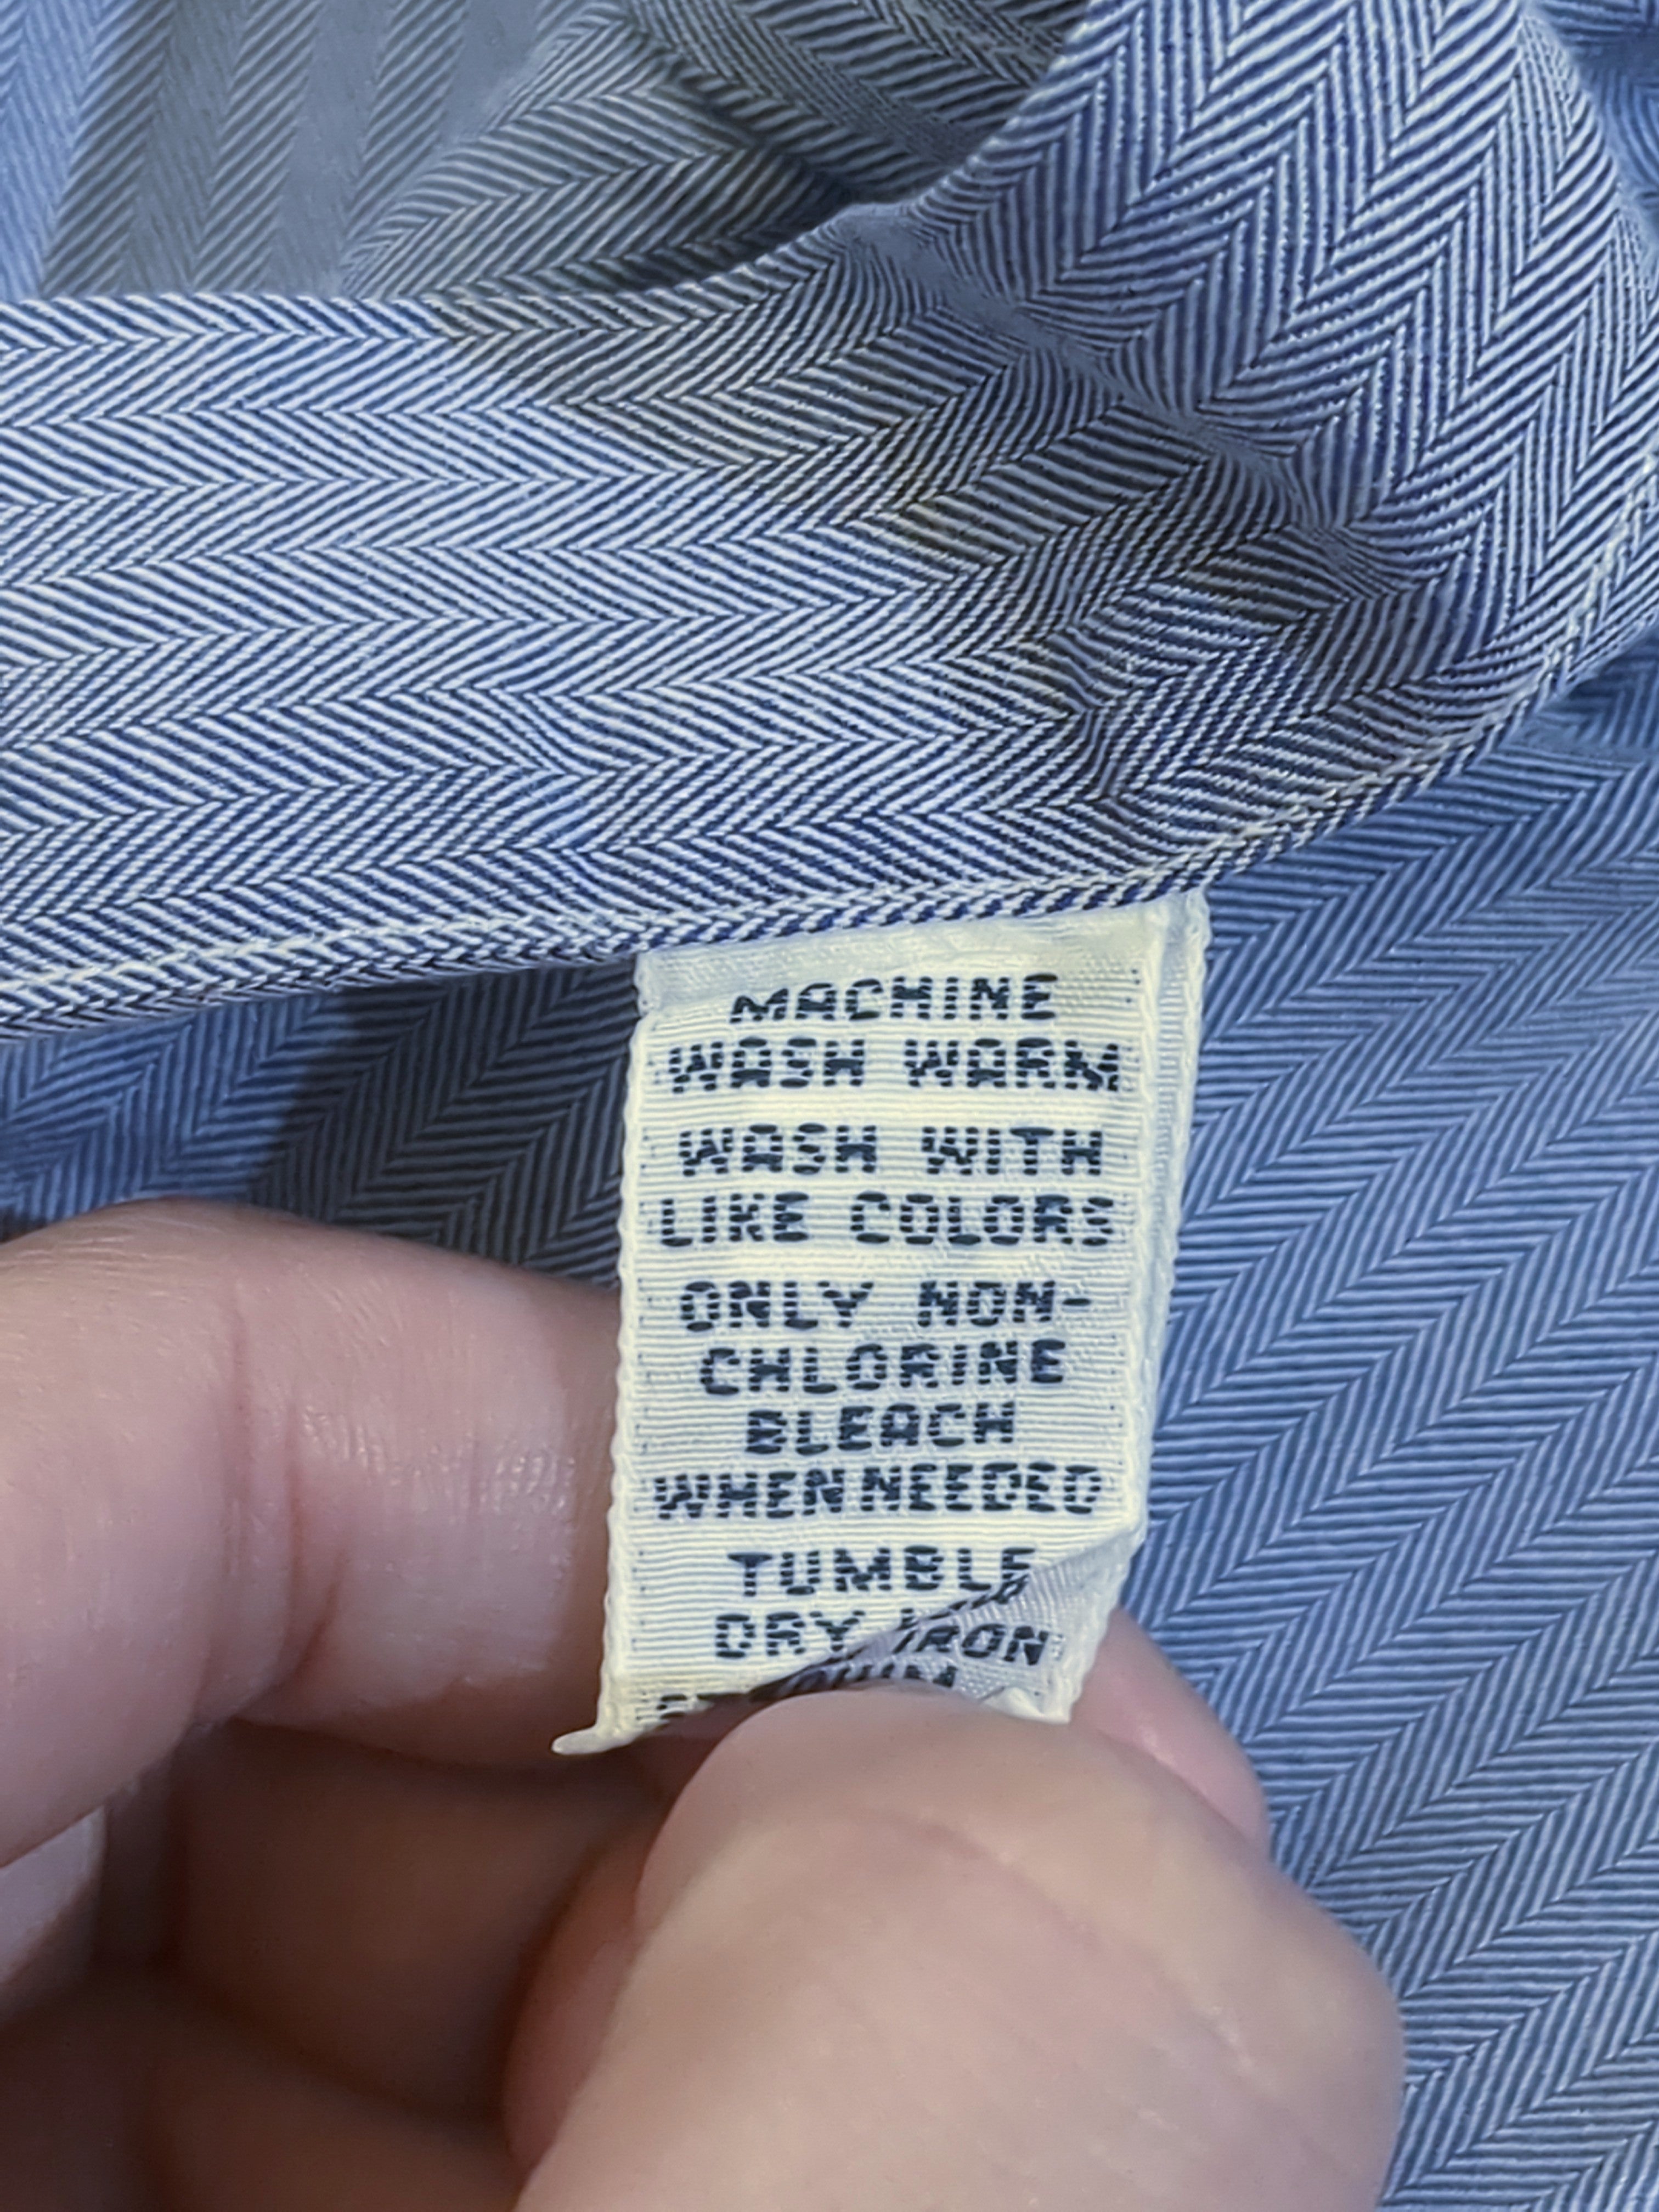 MACHINE
WASH WARM
WASH WITH
LIKE COLORS
ONLY NON-
CHLORINE
BLEACH
WHEN NEEDED
TUMBLE
DRY IRON